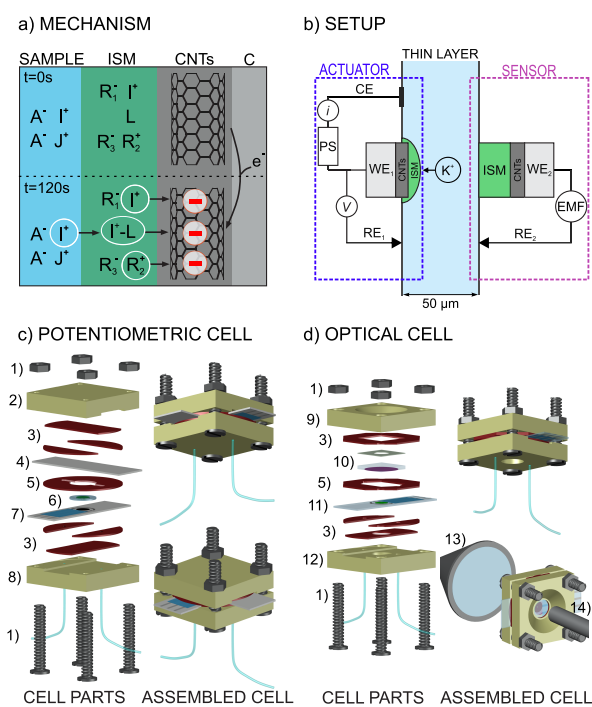 a) MECHANISM
SAMPLE ISM CNTs C
t=0s
R₁⁻ I⁺
A⁻ I⁺ L
A⁻ J⁺ R₃⁻ R₂⁺
e⁻
t=120s
R₁⁻ I⁺
A⁻ I⁺ I⁺-L
A⁻ J⁺
R₃⁻ R₂⁺
b) SETUP
THIN LAYER
ACTUATOR SENSOR
CE
i
PS
WE₁ CNTs ISM K⁺ ISM CNTs WE₂
V EMF
RE₁ RE₂
50 µm
c) POTENTIOMETRIC CELL
1)
2)
3)
4)
5)
6)
7)
3)
8)
1)
CELL PARTS ASSEMBLED CELL
d) OPTICAL CELL
1)
9)
3)
10)
5)
11)
3)
12)
1)
13)
14)
CELL PARTS ASSEMBLED CELL